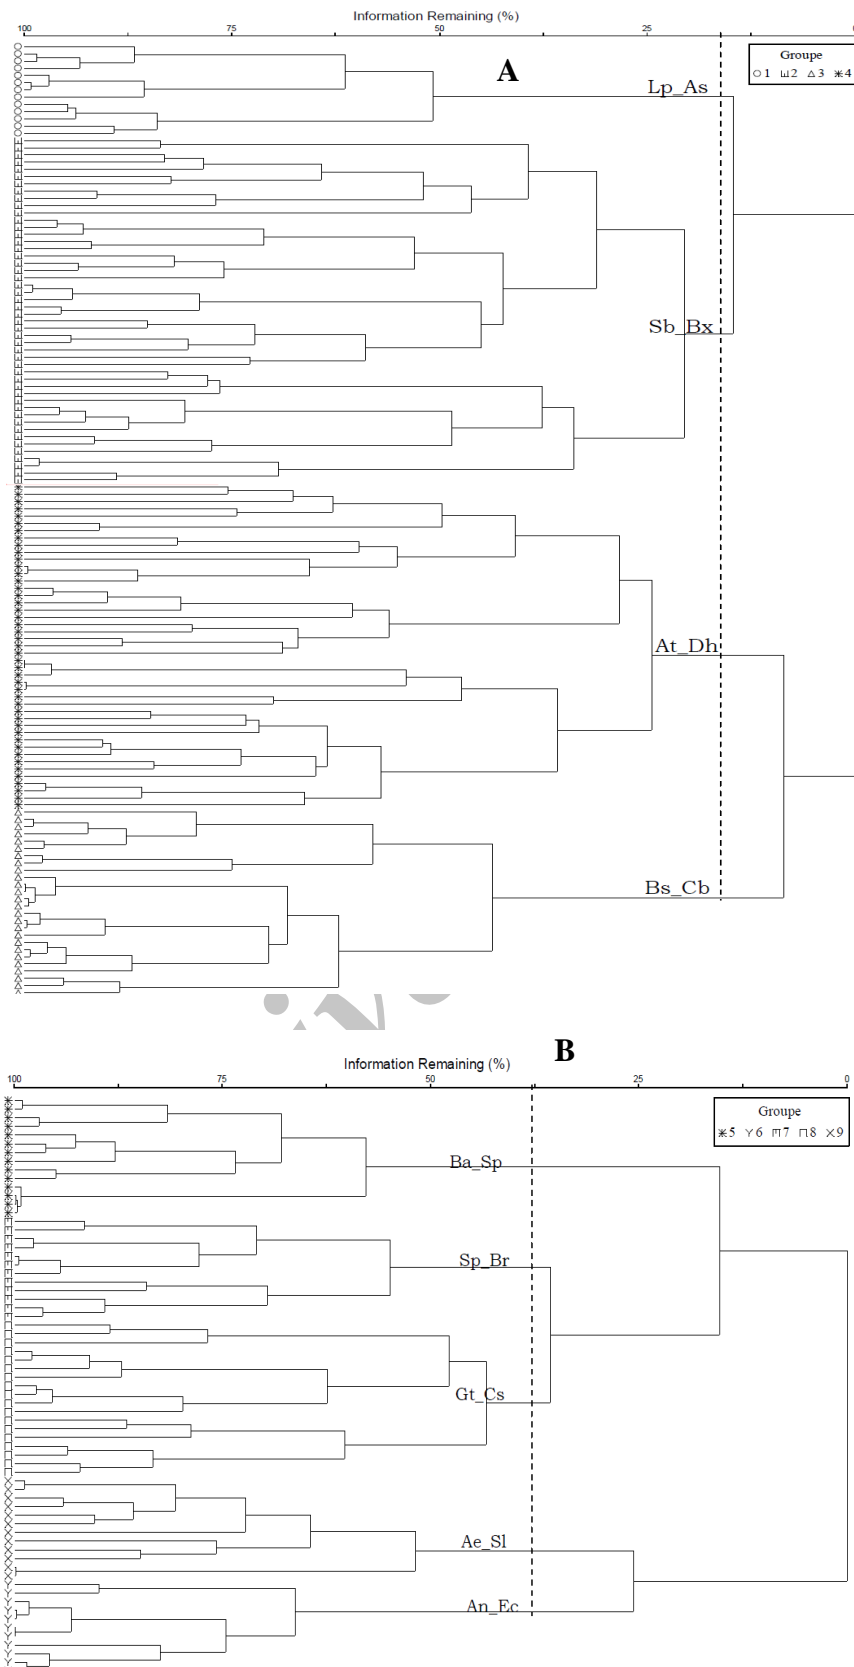 Information Remaining (%)
100 75 50 25 0
A
Groupe
1 2 3 4
Lp_As
Sb_Bx
At_Dh
Bs_Cb
B
Information Remaining (%)
100 75 50 25 0
Groupe
5 6 7 8 9
Ba_Sp
Sp_Br
Gt_Cs
Ae_Sl
An_Ec